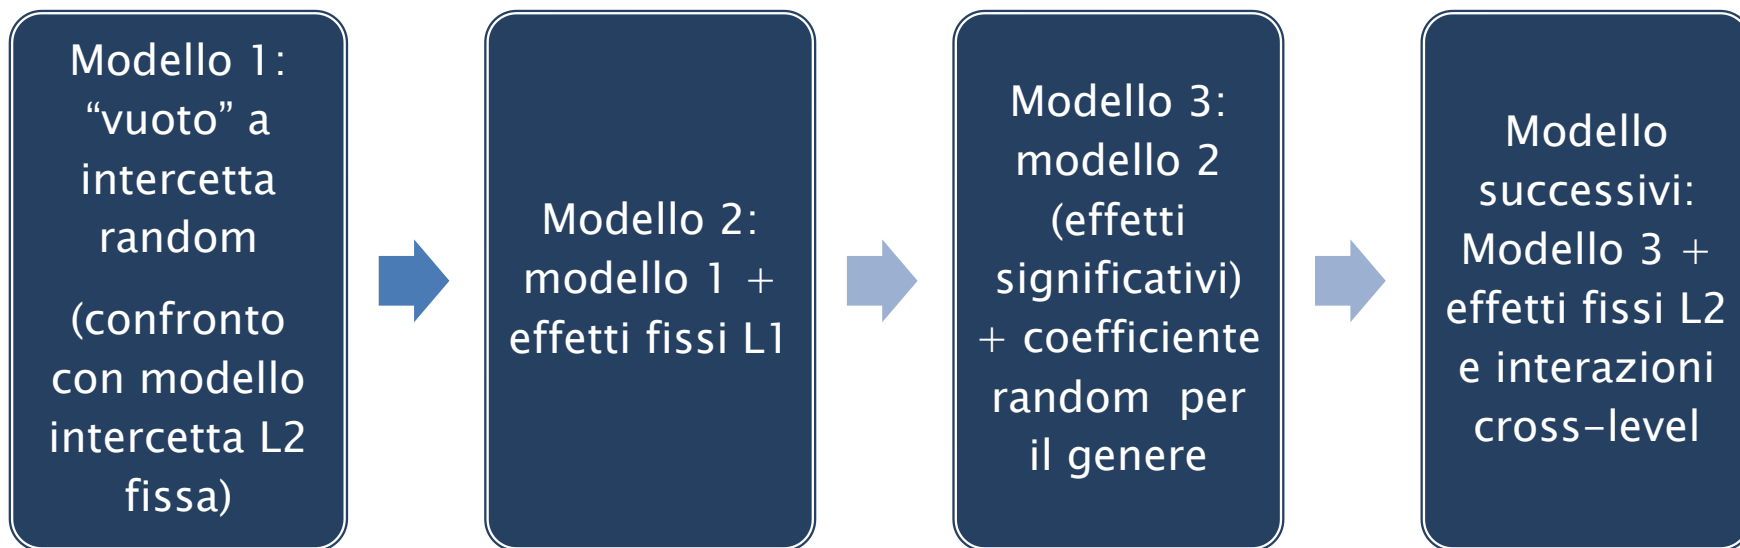 Modello 1:
“vuoto” a
intercetta
random
(confronto
con modello
intercetta L2
fissa)
Modello 2:
modello 1 +
effetti fissi L1
Modello 3:
modello 2
(effetti
significativi)
+ coefficiente
random per
il genere
Modello
successivi:
Modello 3 +
effetti fissi L2
e interazioni
cross-level